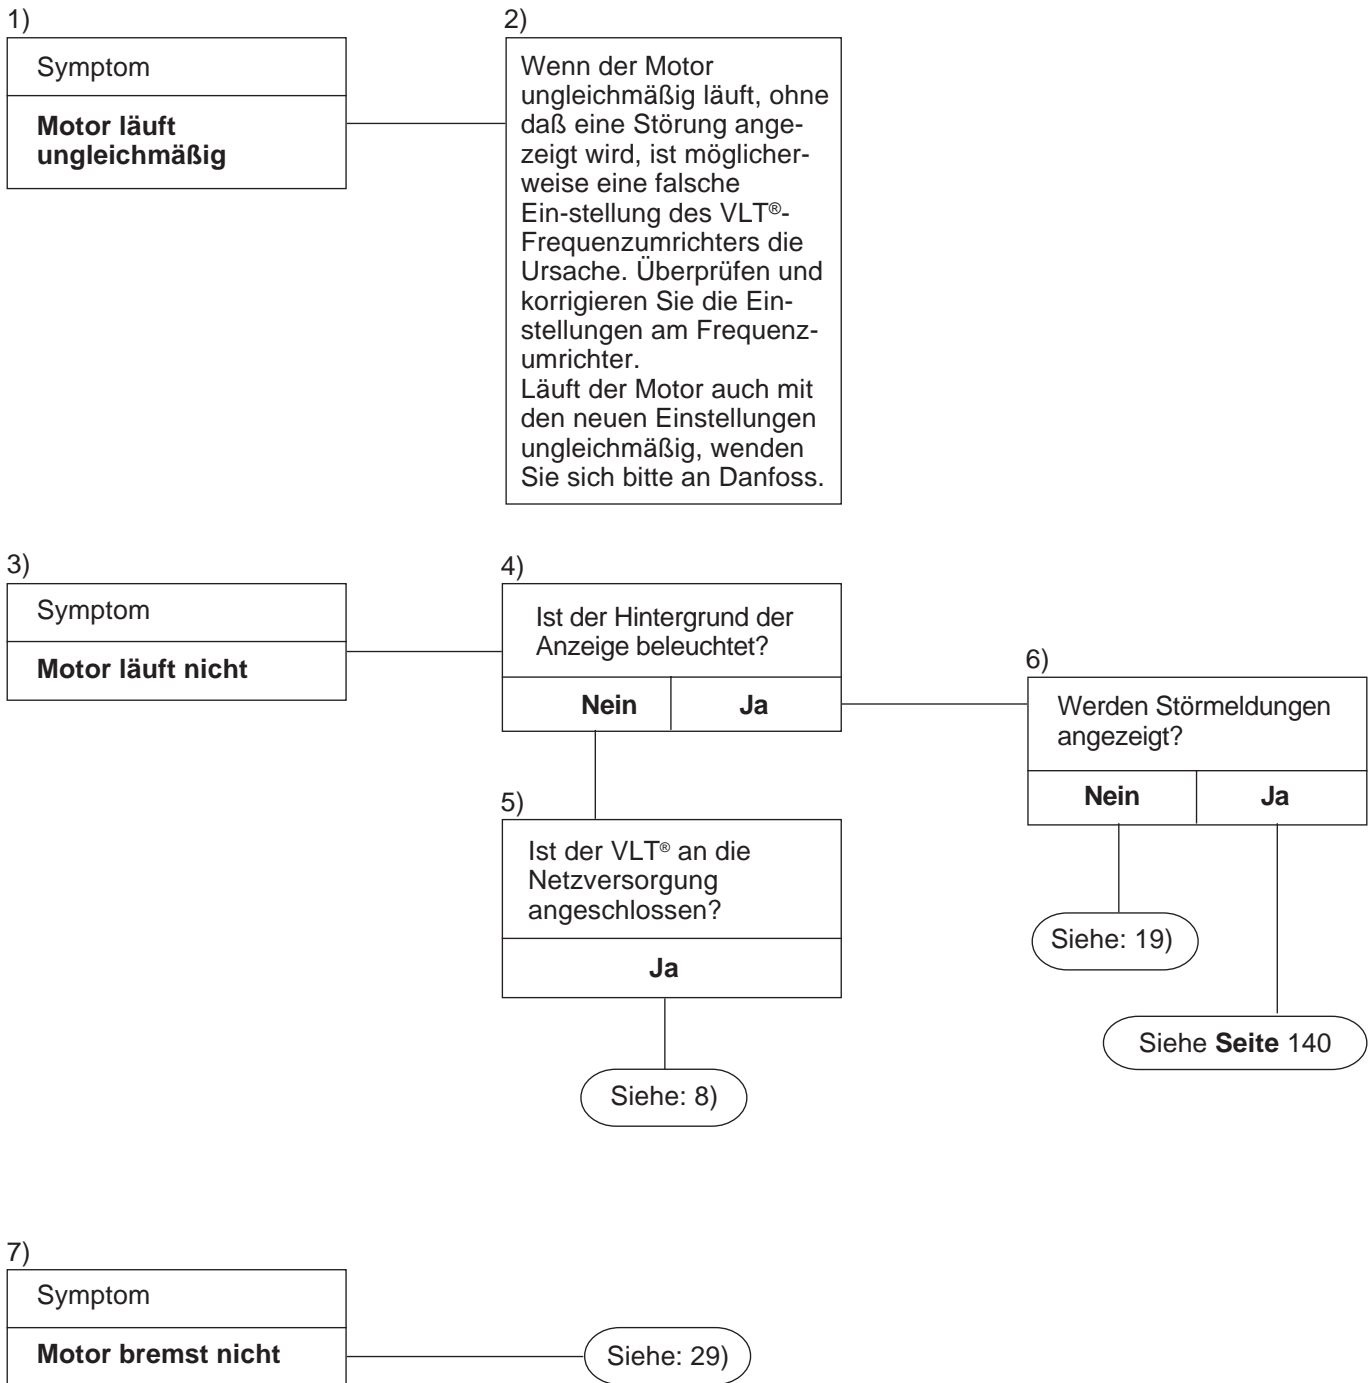 1)
Symptom
Motor läuft
ungleichmäßig
2)
Wenn der Motor
ungleichmäßig läuft, ohne
daß eine Störung ange-
zeigt wird, ist möglicher-
weise eine falsche
Ein-stellung des VLT®-
Frequenzumrichters die
Ursache. Überprüfen und
korrigieren Sie die Ein-
stellungen am Frequenz-
umrichter.
Läuft der Motor auch mit
den neuen Einstellungen
ungleichmäßig, wenden
Sie sich bitte an Danfoss.
3)
Symptom
Motor läuft nicht
4)
Ist der Hintergrund der
Anzeige beleuchtet?
Nein Ja
5)
Ist der VLT® an die
Netzversorgung
angeschlossen?
Ja
Siehe: 8)
6)
Werden Störmeldungen
angezeigt?
Nein Ja
Siehe: 19)
Siehe Seite 140
7)
Symptom
Motor bremst nicht
Siehe: 29)